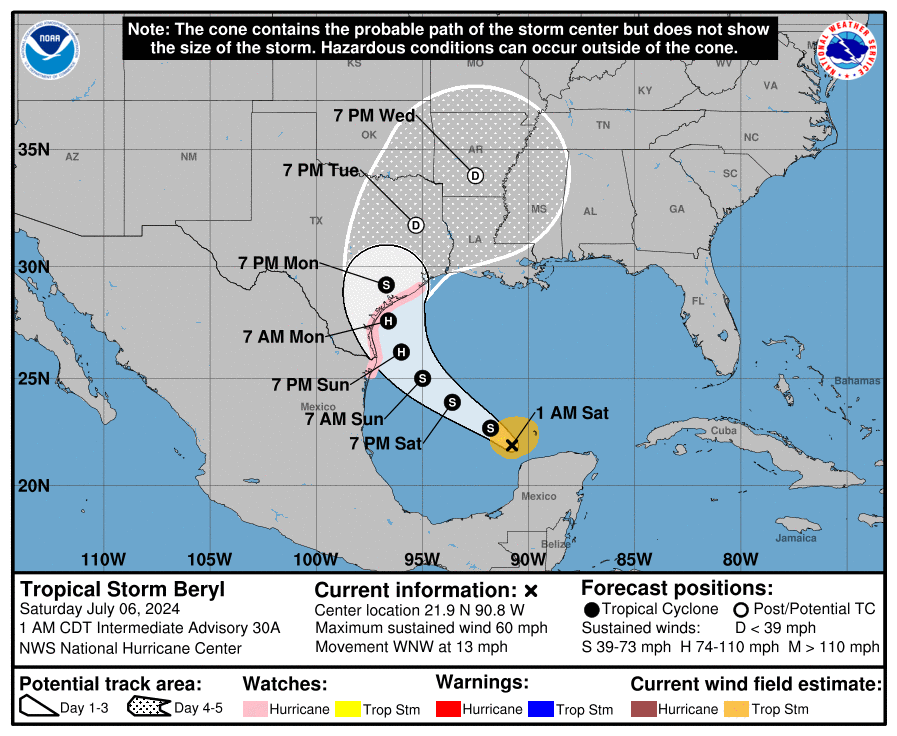 Note: The cone contains the probable path of the storm center but does not show
the size of the storm. Hazardous conditions can occur outside of the cone.
NOAA
NATIONAL WEATHER SERVICE
KS
MO
WV
KY
VA
7 PM Wed
OK
TN
NC
35N
AZ
NM
AR
7 PM Tue
SC
TX
MS
AL
GA
LA
7 PM Mon
D
D
30N
S
FL
H
7 AM Mon
H
25N
7 PM Sun
S
Bahamas
Mexico
S
1 AM Sat
7 AM Sun
S
Cuba
7 PM Sat
20N
Mexico
Jamaica
Belize
110W 105W 100W 95W 90W 85W 80W
Tropical Storm Beryl
Saturday July 06, 2024
1 AM CDT Intermediate Advisory 30A
NWS National Hurricane Center
Current information: ×
Center location 21.9 N 90.8 W
Maximum sustained wind 60 mph
Movement WNW at 13 mph
Forecast positions:
Tropical Cyclone Post/Potential TC
Sustained winds: D < 39 mph
S 39-73 mph H 74-110 mph M > 110 mph
Potential track area:
Day 1-3 Day 4-5
Watches:
Hurricane Trop Stm
Warnings:
Hurricane Trop Stm
Current wind field estimate:
Hurricane Trop Stm